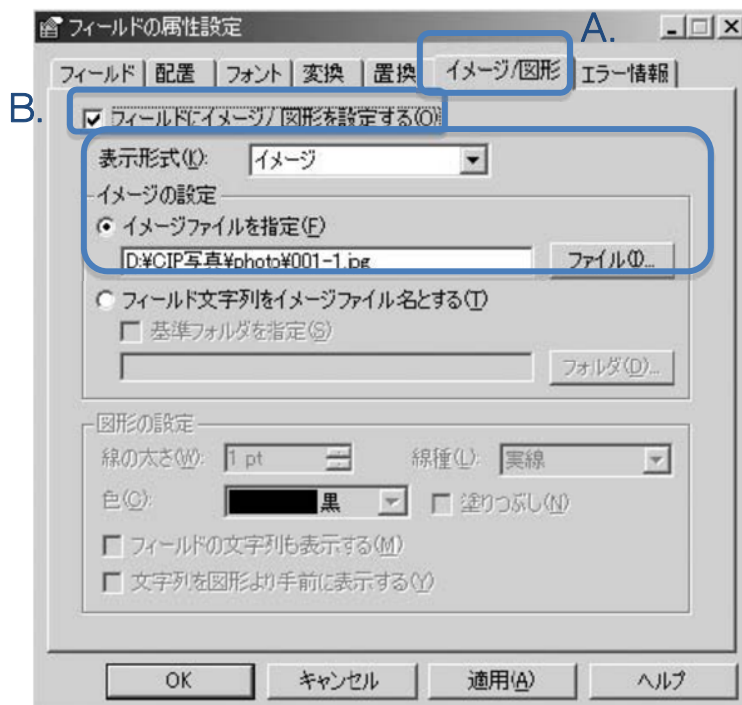 フィールドの属性設定
A.
フィールド 配置 フォント 変換 置換 イメージ/図形 エラー情報
B.
フィールドにイメージ/図形を設定する(O)
表示形式(K): イメージ
イメージの設定
イメージファイルを指定(F)
D:¥CIP写真¥photo¥001-1.jpg ファイル(I)...
フィールド文字列をイメージファイル名とする(T)
基準フォルダを指定(S)
フォルダ(D)...
図形の設定
線の太さ(W): 1 pt 線種(L): 実線
色(C): 黒 塗りつぶし(N)
フィールドの文字列も表示する(M)
文字列を図形より手前に表示する(Y)
OK キャンセル 適用(A) ヘルプ